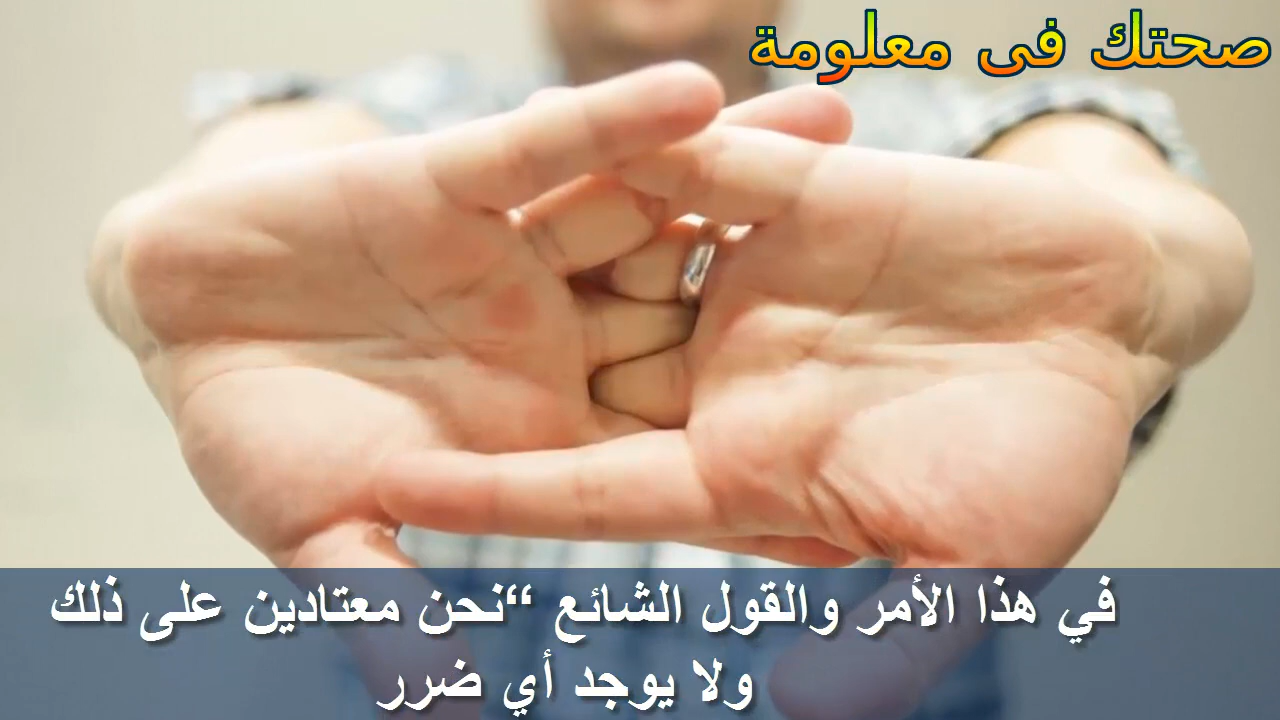 صحتك فى معلومة
في هذا الأمر والقول الشائع “نحن معتادين على ذلك
ولا يوجد أي ضرر